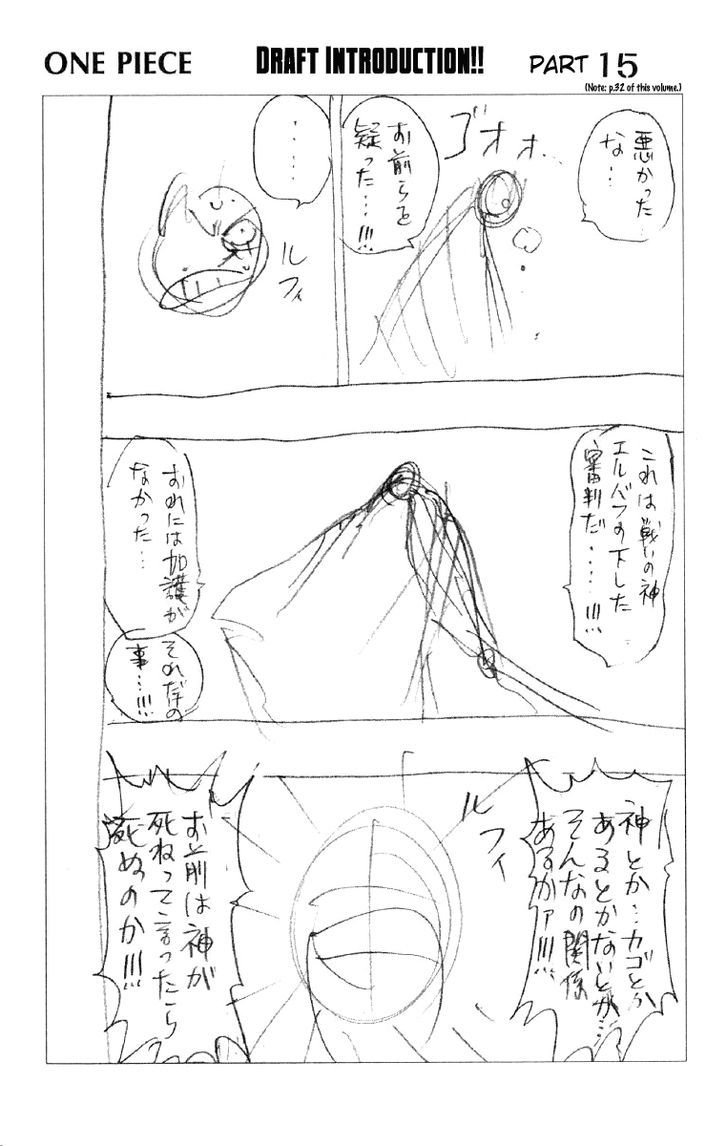 ONE PIECE
DRAFT INTRODUCTION!!
PART 15
(Note: p.32 of this volume.)
悪かった
な…
ゴオオ…
お前らを
疑った…!!!
……
ルフィ
これは戦いの神
エルバフの下した
審判だ……!!!
おれには加護が
なかった…
それだけの
事…!!!
神とか…カゴとか
あるとかないとか…
そんなの関係
あるかァ!!!
ルフィ
お前は神が
死ねって言ったら
死ぬのか!!!